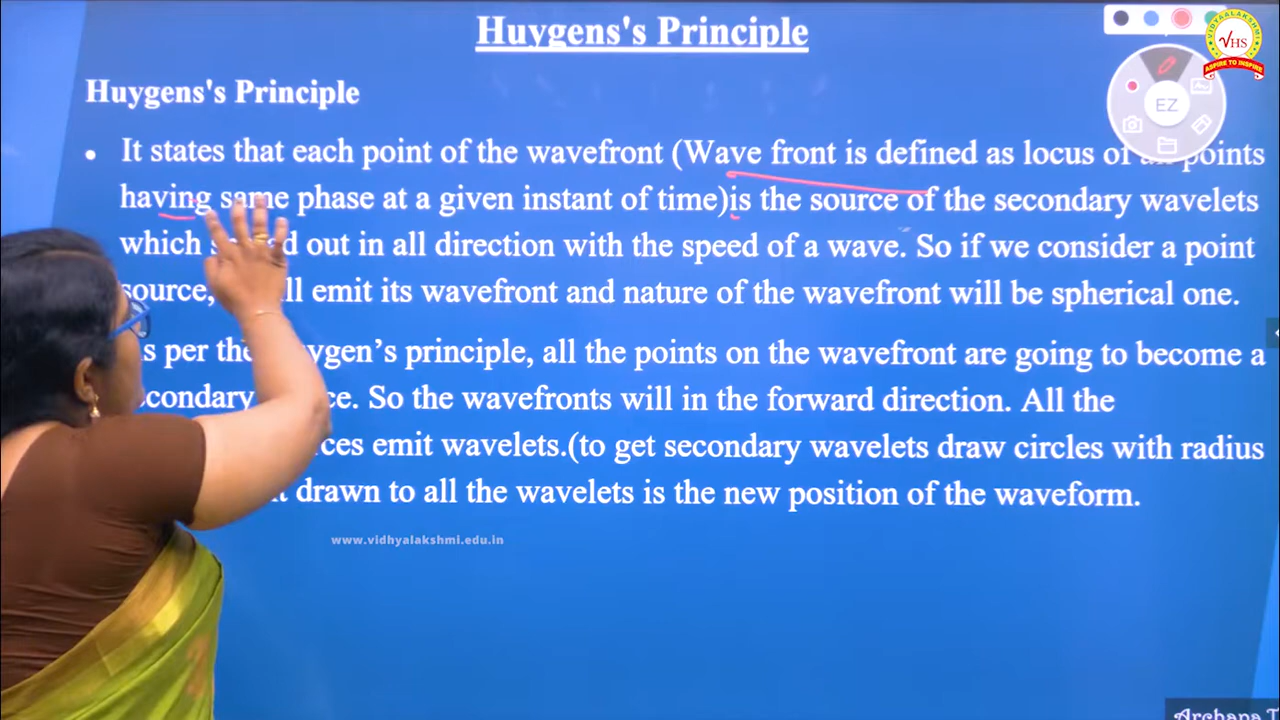 Huygens's Principle
VIDYAALAKSHMI
VHS
ASPIRE TO INSPIRE
EZ
Huygens's Principle
• It states that each point of the wavefront (Wave front is defined as locus of points
having same phase at a given instant of time)is the source of the secondary wavelets
which out in all direction with the speed of a wave. So if we consider a point
source, emit its wavefront and nature of the wavefront will be spherical one.
per the principle, all the points on the wavefront are going to become a
So the wavefronts will in the forward direction. All the
emit wavelets.(to get secondary wavelets draw circles with radius
drawn to all the wavelets is the new position of the waveform.
www.vidhyalakshmi.edu.in
Archana